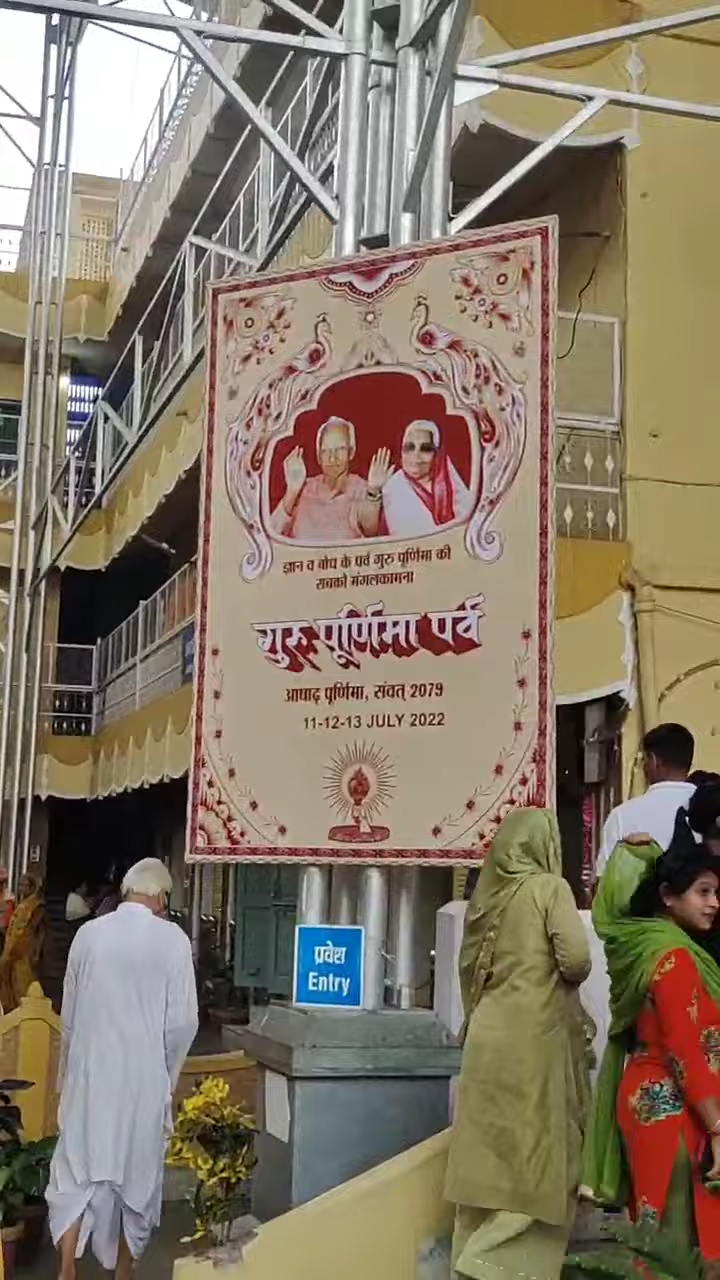 ज्ञान व बोध के पर्व गुरु पूर्णिमा की
सबको मंगलकामना
गुरु पूर्णिमा पर्व
आषाढ़ पूर्णिमा, संवत् 2079
11-12-13 JULY 2022
प्रवेश
Entry